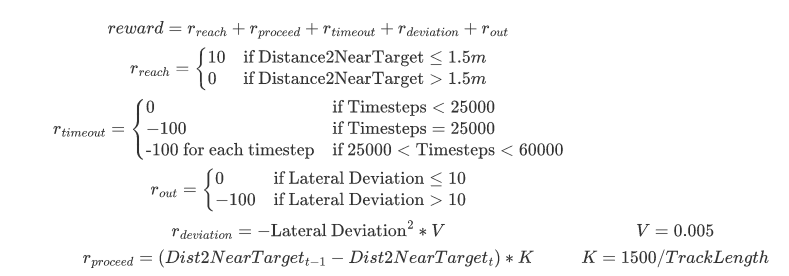 reward = r_reach + r_proceed + r_timeout + r_deviation + r_out
r_reach = { 10 if Distance2NearTarget ≤ 1.5m
0 if Distance2NearTarget > 1.5m
r_timeout = { 0 if Timesteps < 25000
−100 if Timesteps = 25000
-100 for each timestep if 25000 < Timesteps < 60000
r_out = { 0 if Lateral Deviation ≤ 10
−100 if Lateral Deviation > 10
r_deviation = −Lateral Deviation² * V V = 0.005
r_proceed = (Dist2NearTarget_t−1 − Dist2NearTarget_t) * K K = 1500/TrackLength